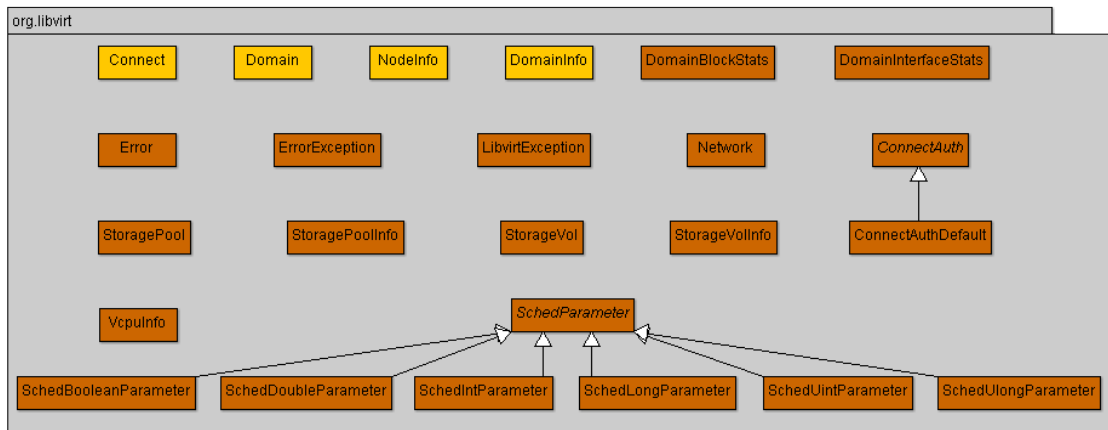 org.libvirt
Connect
Domain
NodeInfo
DomainInfo
DomainBlockStats
DomainInterfaceStats
Error
ErrorException
LibvirtException
Network
ConnectAuth
StoragePool
StoragePoolInfo
StorageVol
StorageVolInfo
ConnectAuthDefault
VcpuInfo
SchedParameter
SchedBooleanParameter
SchedDoubleParameter
SchedIntParameter
SchedLongParameter
SchedUintParameter
SchedUlongParameter